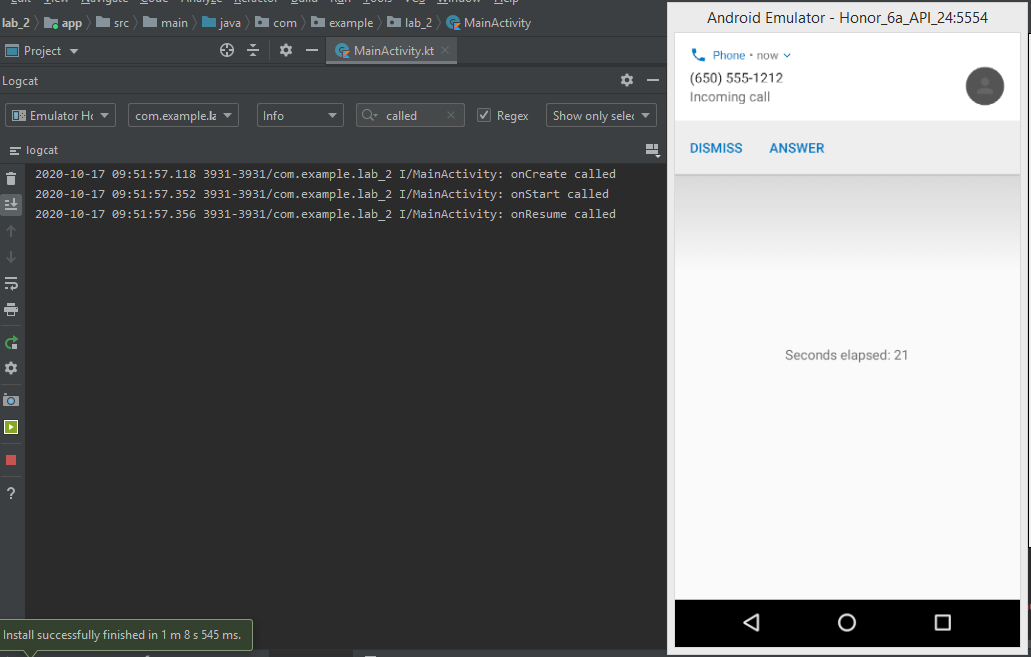 Edit View Navigate Code Analyze Refactor Build Run Tools VCS Window Help
lab_2 app src main java com example lab_2 MainActivity
Project MainActivity.kt
Logcat
Emulator Ho com.example.la Info called Regex Show only selec
logcat
2020-10-17 09:51:57.118 3931-3931/com.example.lab_2 I/MainActivity: onCreate called
2020-10-17 09:51:57.352 3931-3931/com.example.lab_2 I/MainActivity: onStart called
2020-10-17 09:51:57.356 3931-3931/com.example.lab_2 I/MainActivity: onResume called
Install successfully finished in 1 m 8 s 545 ms.
Android Emulator - Honor_6a_API_24:5554
Phone • now
(650) 555-1212
Incoming call
DISMISS ANSWER
Seconds elapsed: 21